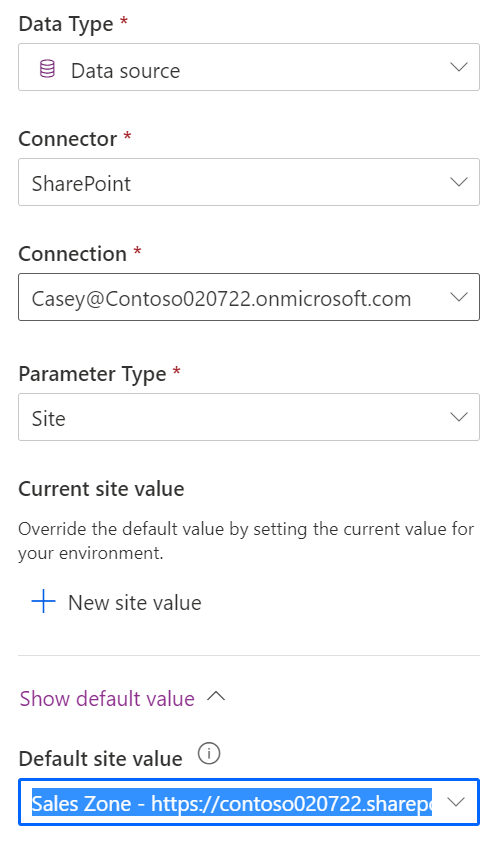 Data Type *
Data source
Connector *
SharePoint
Connection *
Casey@Contoso020722.onmicrosoft.com
Parameter Type *
Site
Current site value
Override the default value by setting the current value for
your environment.
New site value
Show default value
Default site value
Sales Zone - https://contoso020722.sharepo